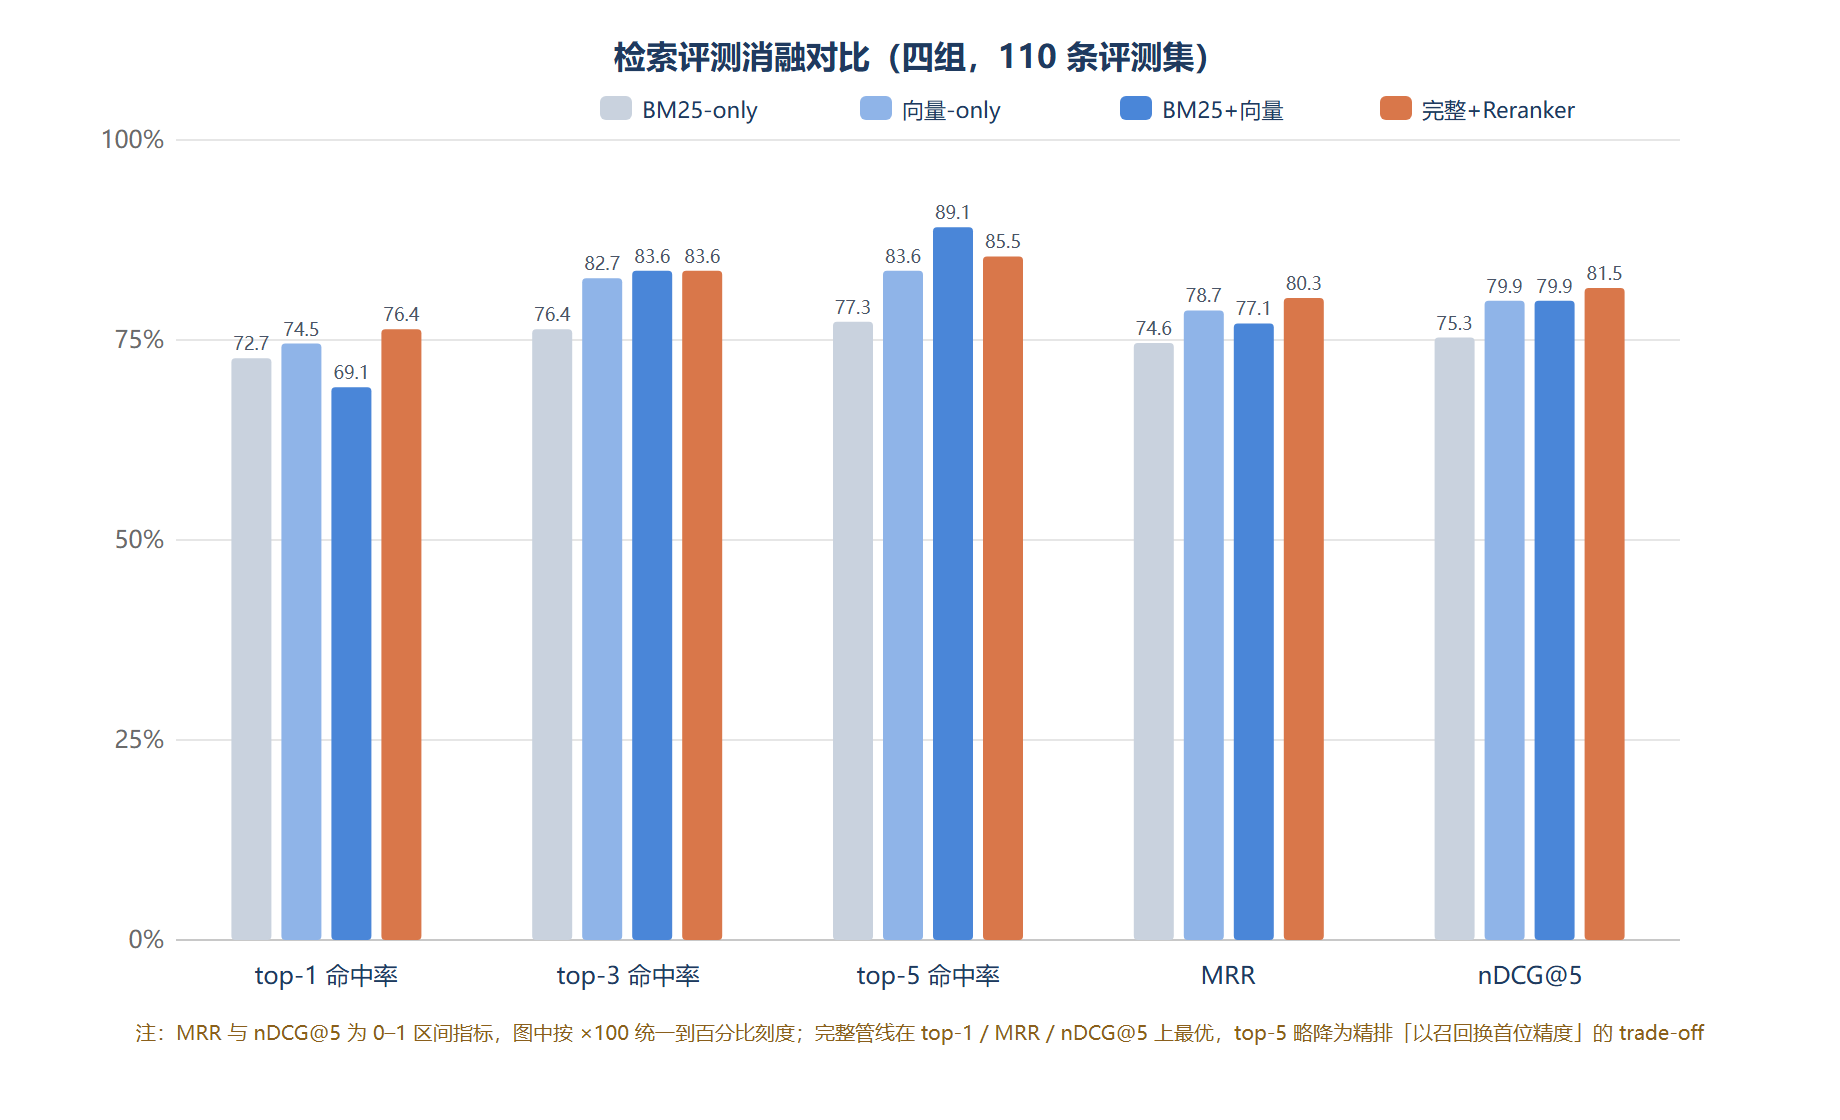 检索评测消融对比（四组，110 条评测集）
BM25-only 向量-only BM25+向量 完整+Reranker
100%
75%
50%
25%
0%
72.7 74.5 69.1 76.4
76.4 82.7 83.6 83.6
77.3 83.6 89.1 85.5
74.6 78.7 77.1 80.3
75.3 79.9 79.9 81.5
top-1 命中率 top-3 命中率 top-5 命中率 MRR nDCG@5
注：MRR 与 nDCG@5 为 0–1 区间指标，图中按 ×100 统一到百分比刻度；完整管线在 top-1 / MRR / nDCG@5 上最优，top-5 略降为精排「以召回换首位精度」的 trade-off